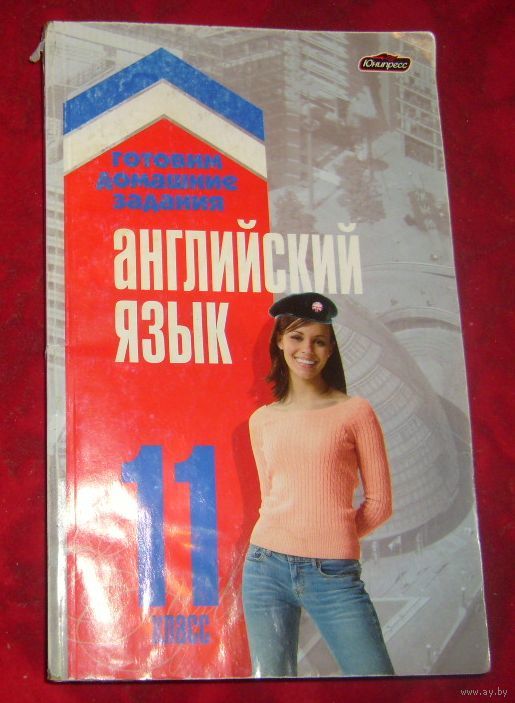 Юнипресс
ГОТОВИМ
ДОМАШНИЕ
ЗАДАНИЯ
АНГЛИЙСКИЙ
ЯЗЫК
11
класс
www.ay.by